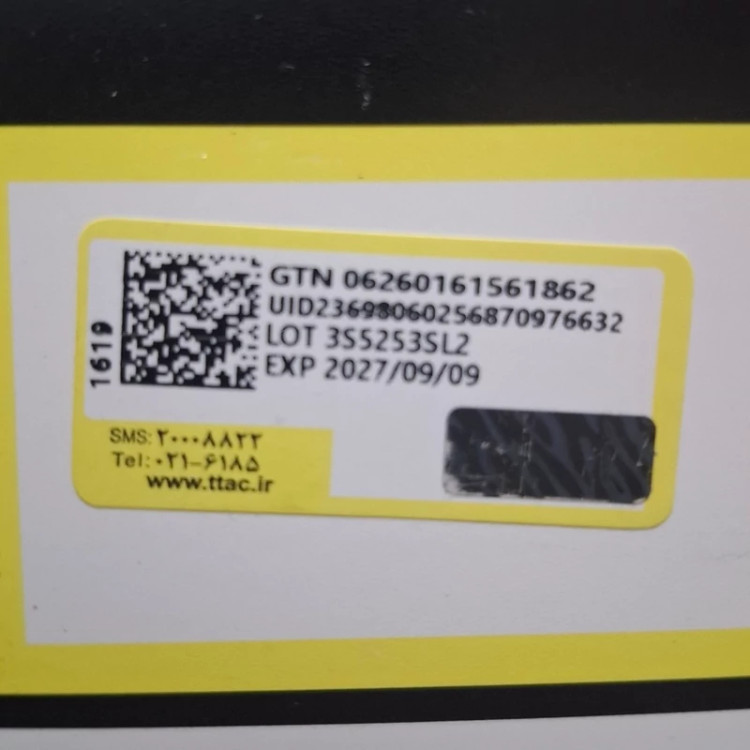 GTN 06260161561862
UID23698060256870976632
LOT 3S5253SL2
EXP 2027/09/09
1619
SMS: ۲۰۰۰۸۸۲۲
Tel: ۰۲۱-۶۱۸۵
www.ttac.ir